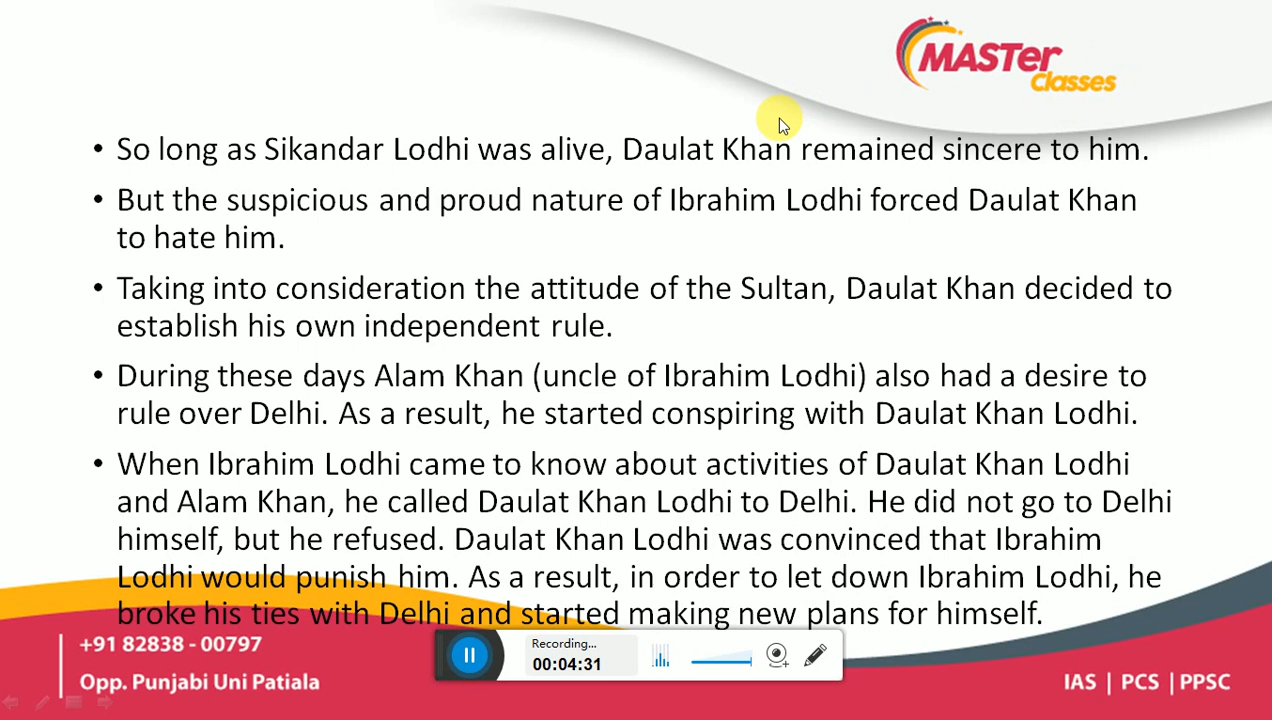 MASTer
Classes
• So long as Sikandar Lodhi was alive, Daulat Khan remained sincere to him.
• But the suspicious and proud nature of Ibrahim Lodhi forced Daulat Khan
to hate him.
• Taking into consideration the attitude of the Sultan, Daulat Khan decided to
establish his own independent rule.
• During these days Alam Khan (uncle of Ibrahim Lodhi) also had a desire to
rule over Delhi. As a result, he started conspiring with Daulat Khan Lodhi.
• When Ibrahim Lodhi came to know about activities of Daulat Khan Lodhi
and Alam Khan, he called Daulat Khan Lodhi to Delhi. He did not go to Delhi
himself, but he refused. Daulat Khan Lodhi was convinced that Ibrahim
Lodhi would punish him. As a result, in order to let down Ibrahim Lodhi, he
broke his ties with Delhi and started making new plans for himself.
+91 82838 - 00797
Opp. Punjabi Uni Patiala
Recording...
00:04:31
IAS | PCS | PPSC